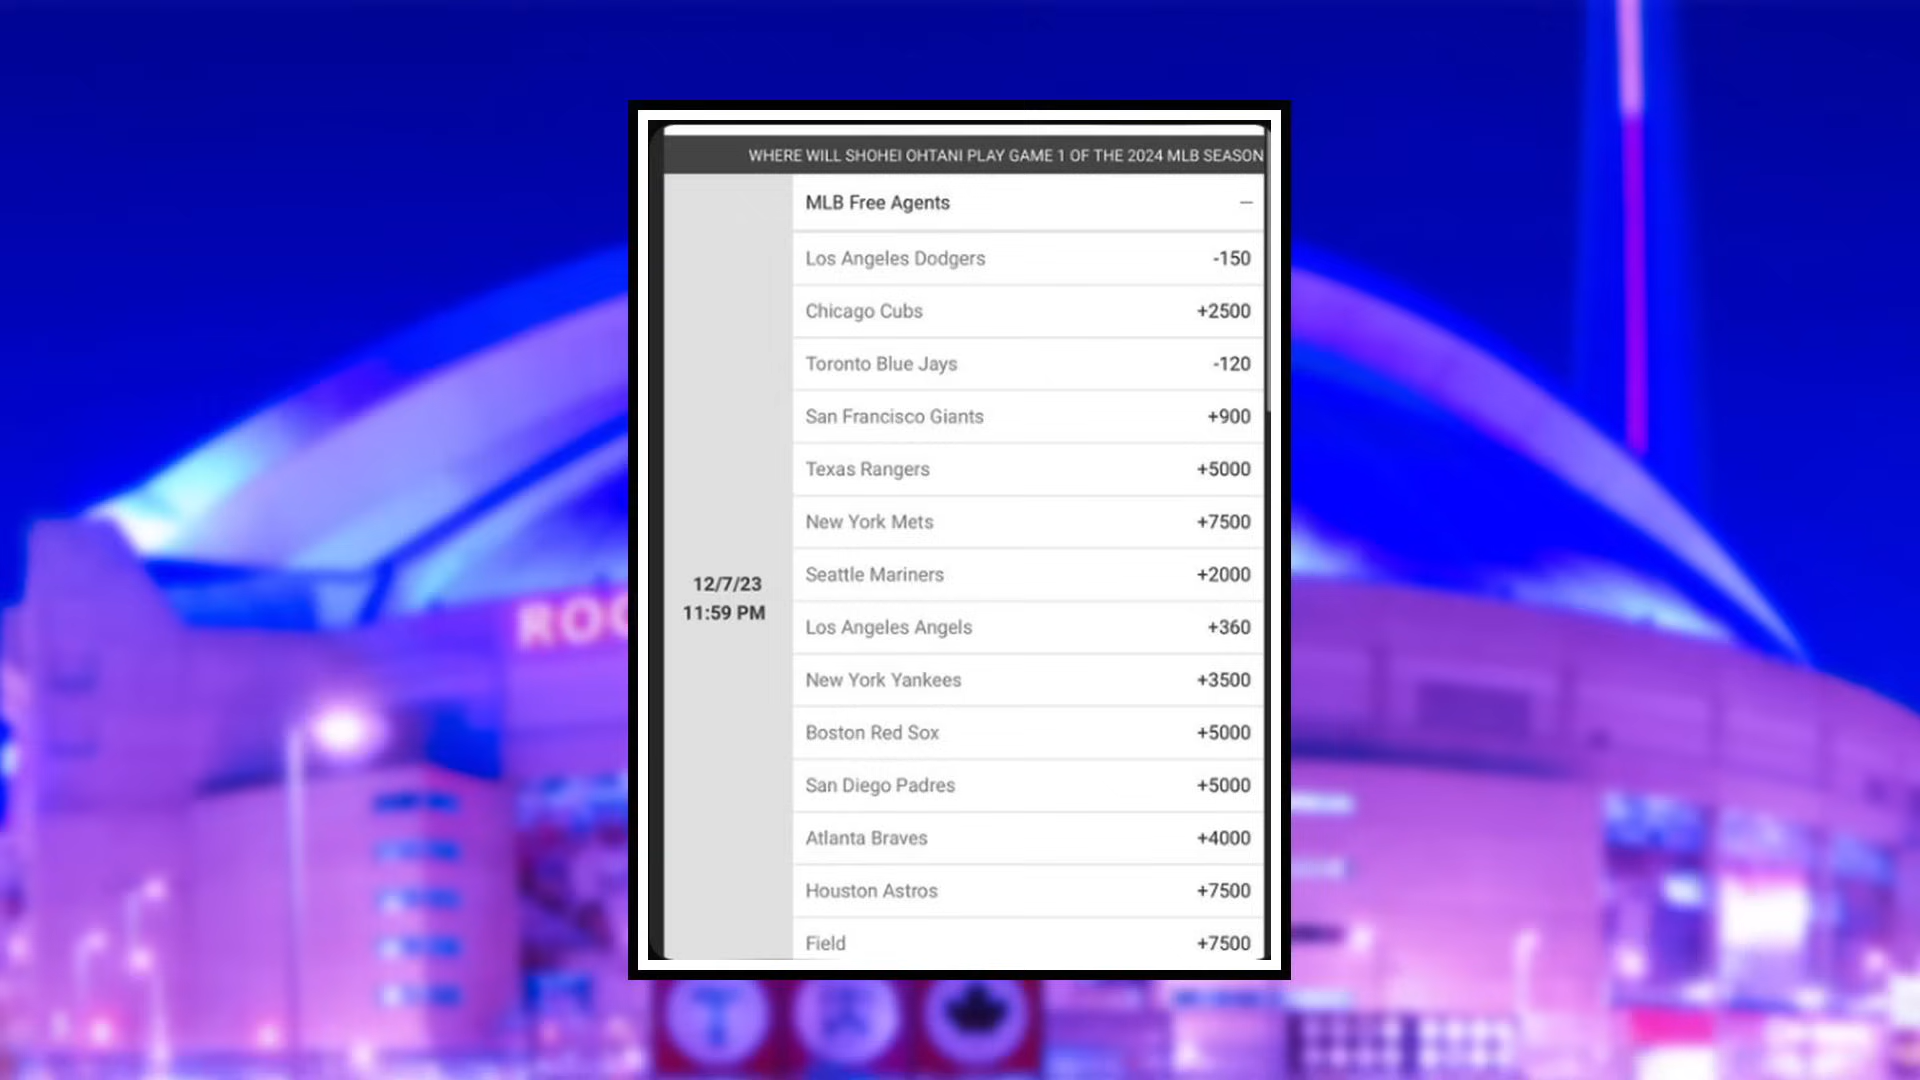 WHERE WILL SHOHEI OHTANI PLAY GAME 1 OF THE 2024 MLB SEASON
MLB Free Agents –
Los Angeles Dodgers -150
Chicago Cubs +2500
Toronto Blue Jays -120
San Francisco Giants +900
Texas Rangers +5000
New York Mets +7500
Seattle Mariners +2000
12/7/23
11:59 PM
Los Angeles Angels +360
New York Yankees +3500
Boston Red Sox +5000
San Diego Padres +5000
Atlanta Braves +4000
Houston Astros +7500
Field +7500
ROG